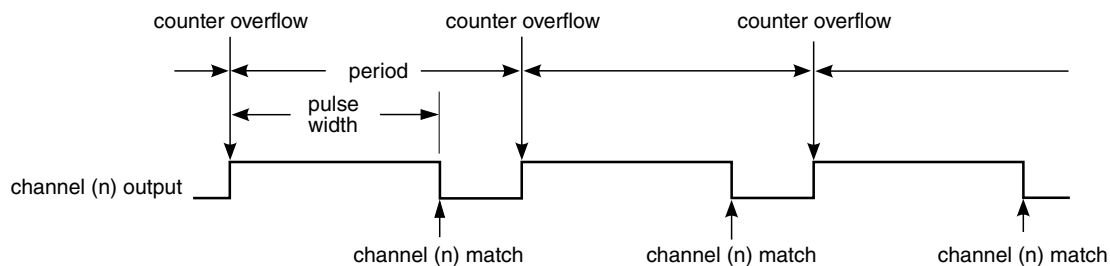 counter overflow
counter overflow
counter overflow
period
pulse
width
channel (n) output
channel (n) match
channel (n) match
channel (n) match